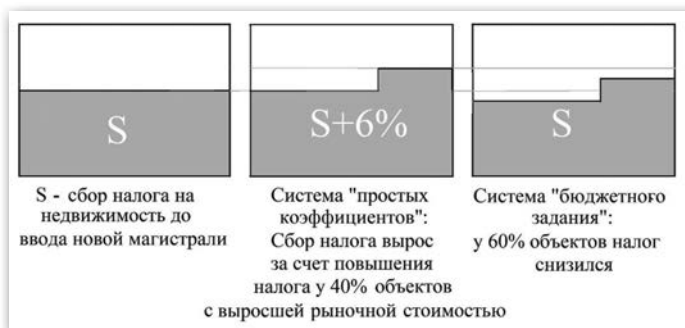 S
S+6%
S
S - сбор налога на
недвижимость до
ввода новой магистрали
Система "простых
коэффициентов":
Сбор налога вырос
за счет повышения
налога у 40% объектов
с выросшей рыночной стоимостью
Система "бюджетного
задания":
у 60% объектов налог
снизился